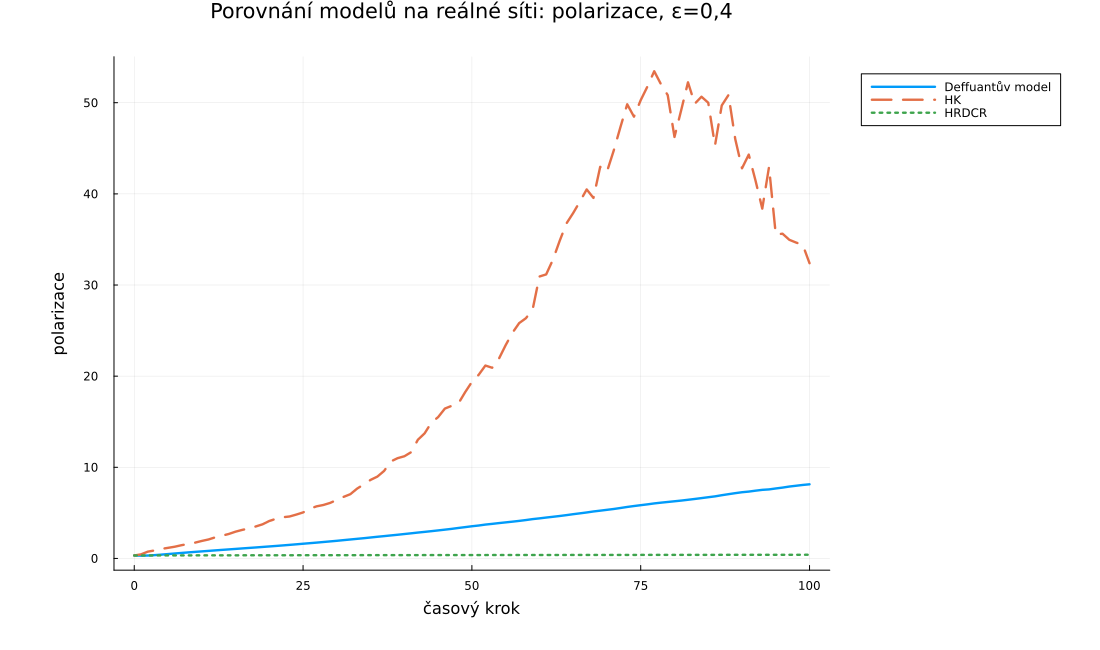 Porovnání modelů na reálné síti: polarizace, ε=0,4
Deffuantův model
HK
HRDCR
polarizace
50
40
30
20
10
0
0 25 50 75 100
časový krok